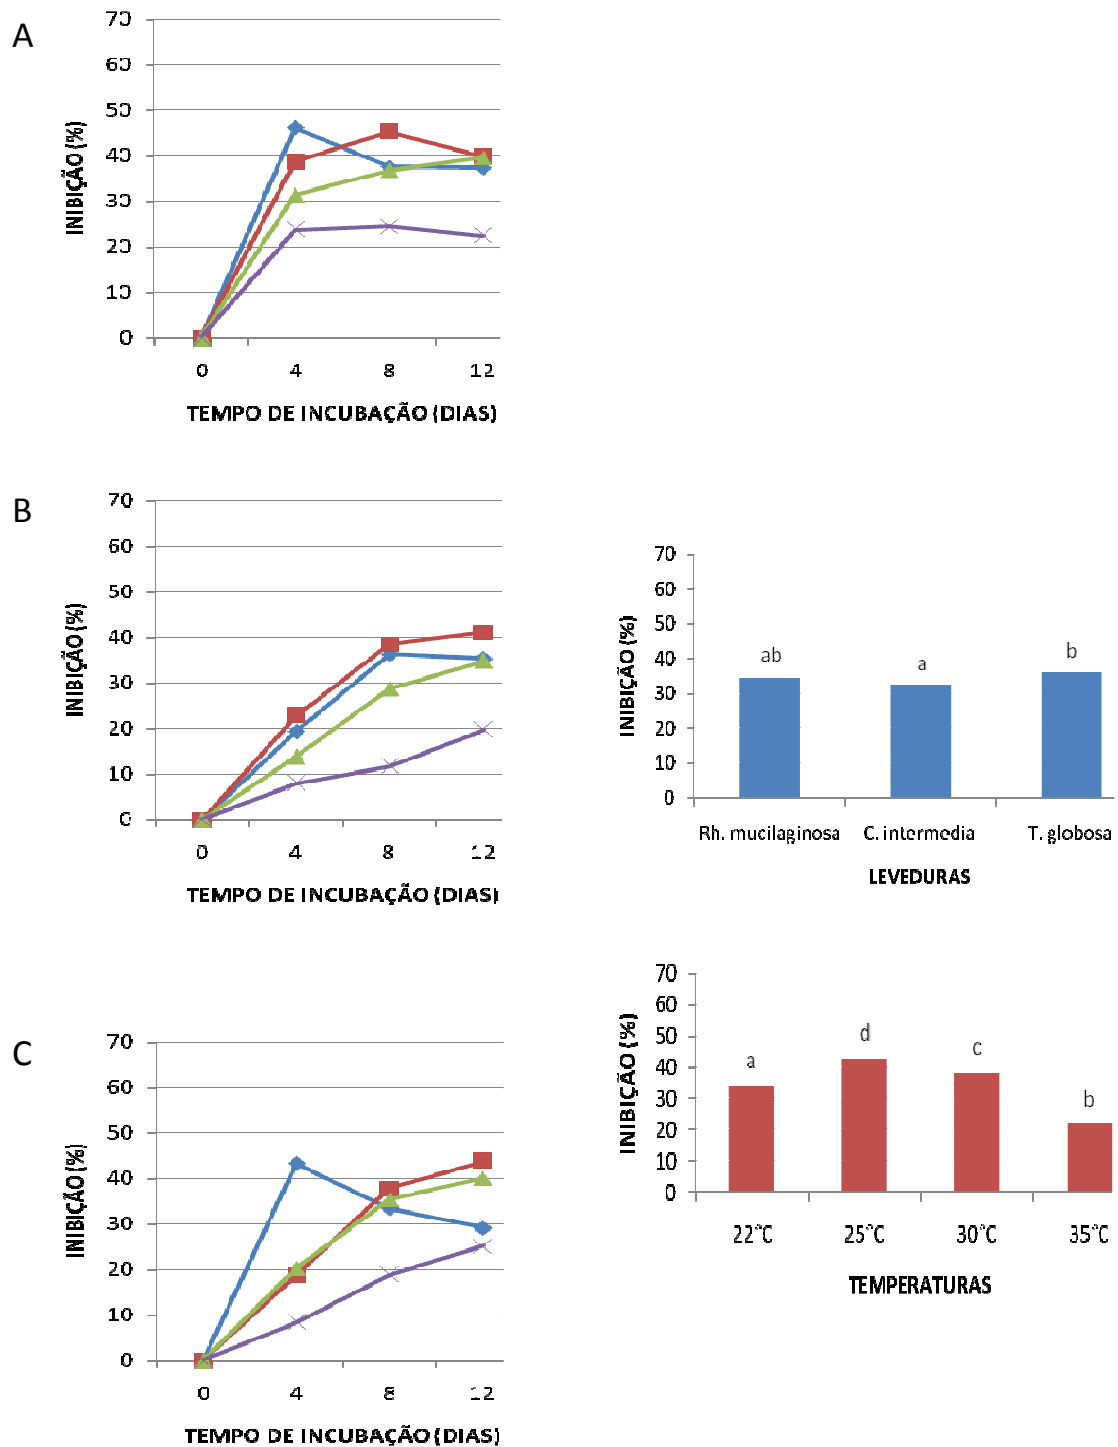 A
70
60
50
40
30
20
10
0
INIBIÇÃO (%)
0 4 8 12
TEMPO DE INCUBAÇÃO (DIAS)
B
70
60
50
40
30
20
10
0
INIBIÇÃO (%)
0 4 8 12
TEMPO DE INCUBAÇÃO (DIAS)
70
60
50
40
30
20
10
0
INIBIÇÃO (%)
ab a b
Rh. mucilaginosa C. intermedia T. globosa
LEVEDURAS
C
70
60
50
40
30
20
10
0
INIBIÇÃO (%)
0 4 8 12
TEMPO DE INCUBAÇÃO (DIAS)
70
60
50
40
30
20
10
0
INIBIÇÃO (%)
a d c b
22°C 25°C 30°C 35°C
TEMPERATURAS